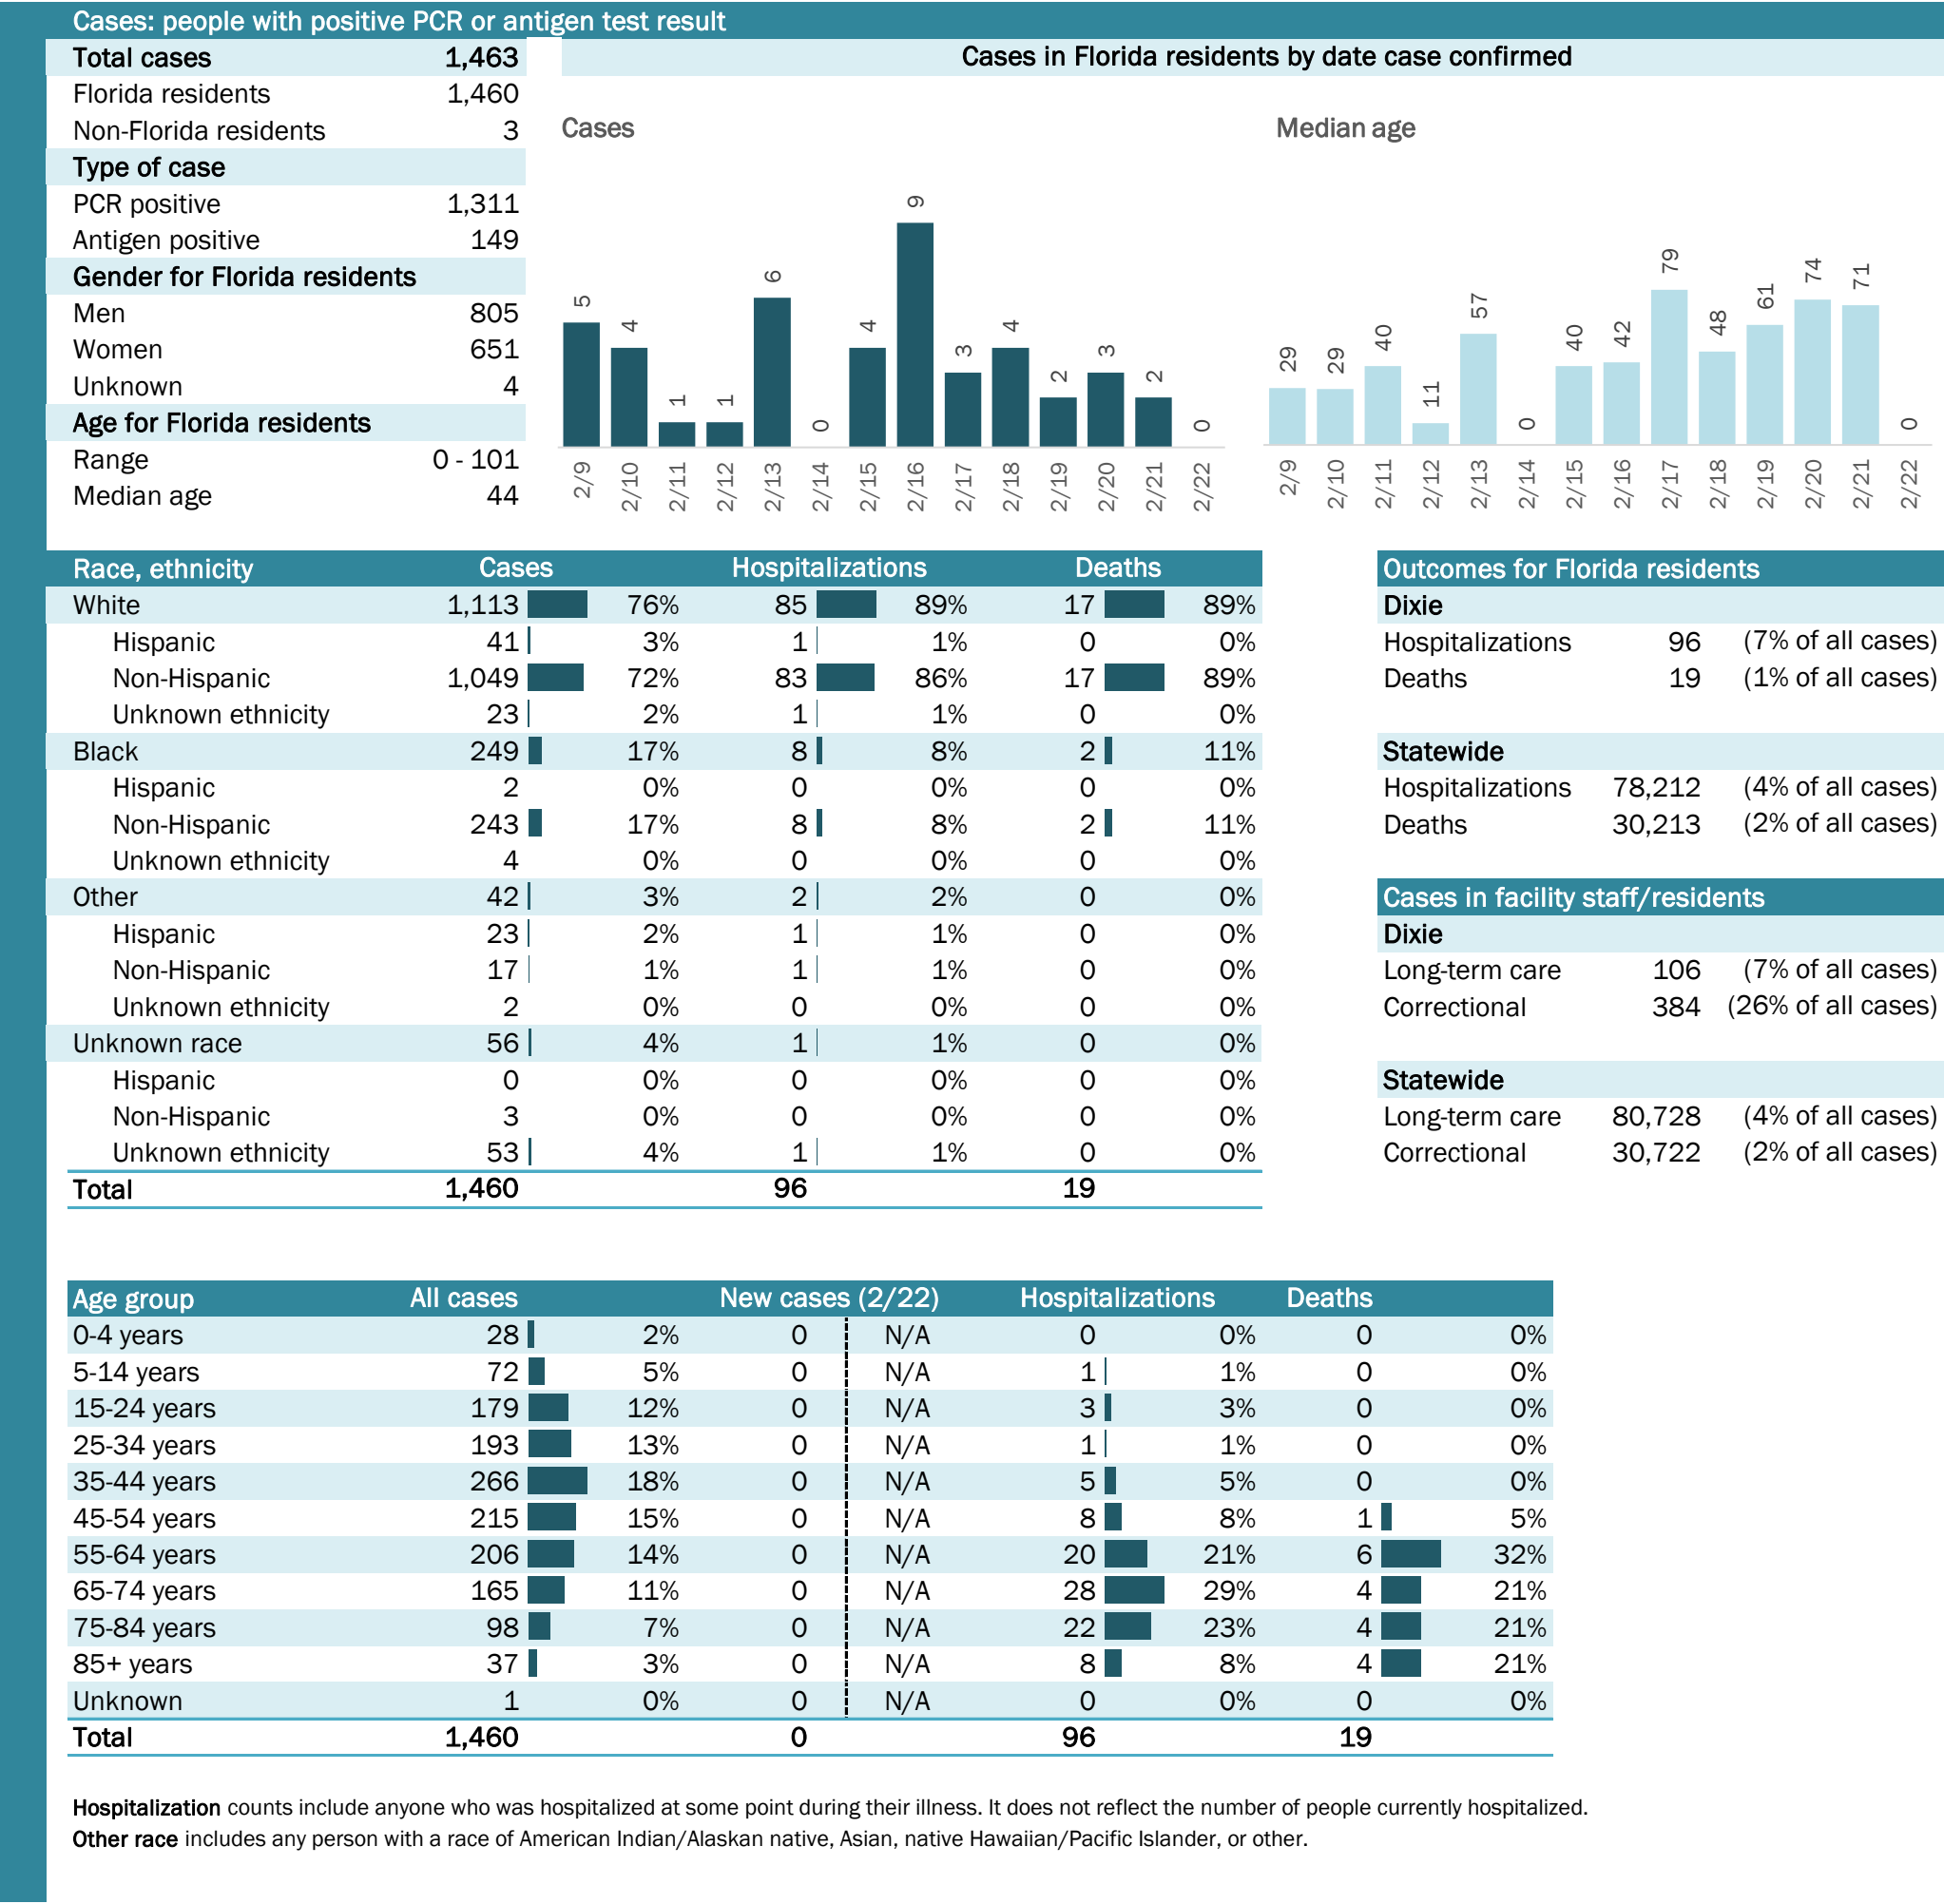 Cases: people with positive PCR or antigen test result
Total cases 1,463
Florida residents 1,460
Non-Florida residents 3
Type of case
PCR positive 1,311
Antigen positive 149
Gender for Florida residents
Men 805
Women 651
Unknown 4
Age for Florida residents
Range 0 - 101
Median age 44
Cases in Florida residents by date case confirmed
Cases
5 4 1 1 6 0 4 9 3 4 2 3 2 0
2/9 2/10 2/11 2/12 2/13 2/14 2/15 2/16 2/17 2/18 2/19 2/20 2/21 2/22
Median age
29 29 40 11 57 0 40 42 79 48 61 74 71 0
2/9 2/10 2/11 2/12 2/13 2/14 2/15 2/16 2/17 2/18 2/19 2/20 2/21 2/22
Race, ethnicity Cases Hospitalizations Deaths
White 1,113 76% 85 89% 17 89%
Hispanic 41 3% 1 1% 0 0%
Non-Hispanic 1,049 72% 83 86% 17 89%
Unknown ethnicity 23 2% 1 1% 0 0%
Black 249 17% 8 8% 2 11%
Hispanic 2 0% 0 0% 0 0%
Non-Hispanic 243 17% 8 8% 2 11%
Unknown ethnicity 4 0% 0 0% 0 0%
Other 42 3% 2 2% 0 0%
Hispanic 23 2% 1 1% 0 0%
Non-Hispanic 17 1% 1 1% 0 0%
Unknown ethnicity 2 0% 0 0% 0 0%
Unknown race 56 4% 1 1% 0 0%
Hispanic 0 0% 0 0% 0 0%
Non-Hispanic 3 0% 0 0% 0 0%
Unknown ethnicity 53 4% 1 1% 0 0%
Total 1,460 96 19
Outcomes for Florida residents
Dixie
Hospitalizations 96 (7% of all cases)
Deaths 19 (1% of all cases)
Statewide
Hospitalizations 78,212 (4% of all cases)
Deaths 30,213 (2% of all cases)
Cases in facility staff/residents
Dixie
Long-term care 106 (7% of all cases)
Correctional 384 (26% of all cases)
Statewide
Long-term care 80,728 (4% of all cases)
Correctional 30,722 (2% of all cases)
Age group All cases New cases (2/22) Hospitalizations Deaths
0-4 years 28 2% 0 N/A 0 0% 0 0%
5-14 years 72 5% 0 N/A 1 1% 0 0%
15-24 years 179 12% 0 N/A 3 3% 0 0%
25-34 years 193 13% 0 N/A 1 1% 0 0%
35-44 years 266 18% 0 N/A 5 5% 0 0%
45-54 years 215 15% 0 N/A 8 8% 1 5%
55-64 years 206 14% 0 N/A 20 21% 6 32%
65-74 years 165 11% 0 N/A 28 29% 4 21%
75-84 years 98 7% 0 N/A 22 23% 4 21%
85+ years 37 3% 0 N/A 8 8% 4 21%
Unknown 1 0% 0 N/A 0 0% 0 0%
Total 1,460 0 96 19
Hospitalization counts include anyone who was hospitalized at some point during their illness. It does not reflect the number of people currently hospitalized.
Other race includes any person with a race of American Indian/Alaskan native, Asian, native Hawaiian/Pacific Islander, or other.